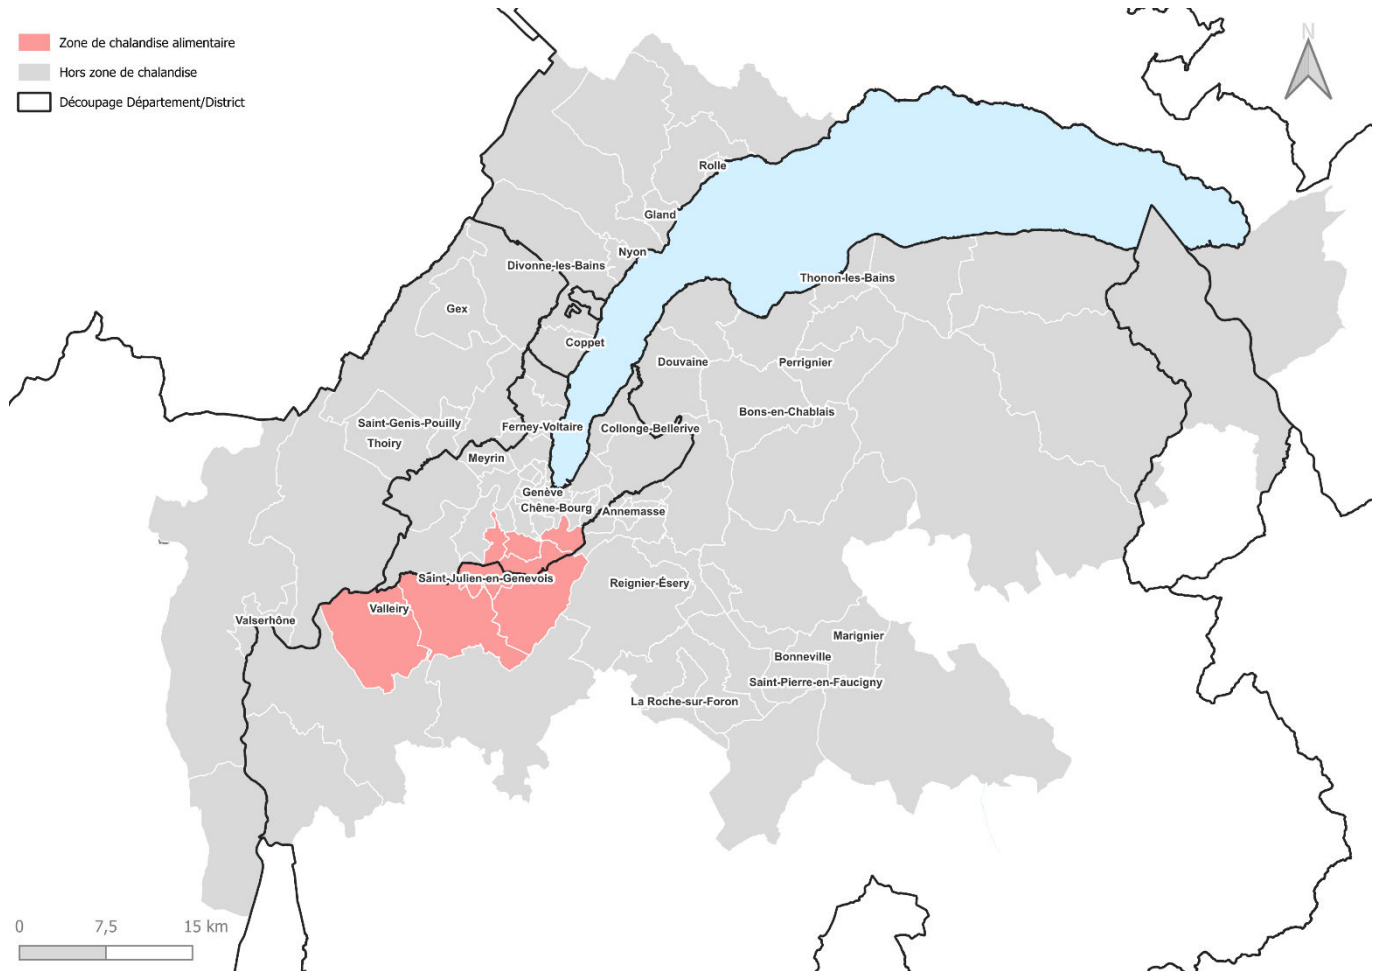 Zone de chalandise alimentaire
Hors zone de chalandise
Découpage Département/District
N
Rolle
Gland
Nyon
Divonne-les-Bains
Thonon-les-Bains
Gex
Coppet
Douvaine
Perrignier
Bons-en-Chablais
Saint-Genis-Pouilly
Ferney-Voltaire
Collonge-Bellerive
Thoiry
Meyrin
Genève
Chêne-Bourg
Annemasse
Saint-Julien-en-Genevois
Reignier-Ésery
Valleiry
Valserhône
Marignier
Bonneville
Saint-Pierre-en-Faucigny
La Roche-sur-Foron
0 7,5 15 km